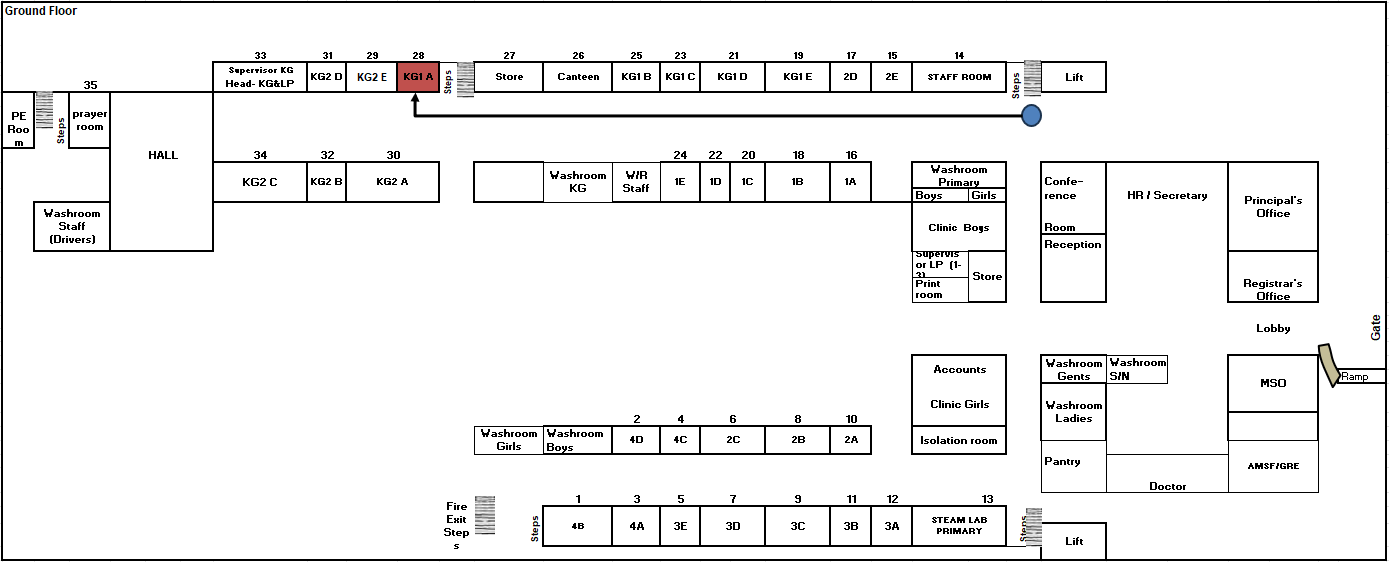 Ground Floor
33 31 29 28 27 26 25 23 21 19 17 15 14
Supervisor KG
Head- KG&LP
KG2 D
KG2 E
KG1 A
Steps
Store
Canteen
KG1 B
KG1 C
KG1 D
KG1 E
2D
2E
STAFF ROOM
Steps
Lift
35
PE
Roo
m
Steps
prayer
room
HALL
34 32 30 24 22 20 18 16
KG2 C
KG2 B
KG2 A
Washroom
KG
W/R
Staff
1E
1D
1C
1B
1A
Washroom
Primary
Boys
Girls
Clinic Boys
Supervis
or LP (1-
3)
Print
room
Store
Confe-
rence
Room
Reception
HR / Secretary
Principal's
Office
Registrar's
Office
Washroom
Staff
(Drivers)
Lobby
Gate
Ramp
Accounts
Clinic Girls
Isolation room
Washroom
Gents
Washroom
S/N
Washroom
Ladies
Pantry
Doctor
MSO
AMSF/GRE
2 4 6 8 10
Washroom
Girls
Washroom
Boys
4D
4C
2C
2B
2A
1 3 5 7 9 11 12 13
Fire
Exit
Step
s
Steps
4B
4A
3E
3D
3C
3B
3A
STEAM LAB
PRIMARY
Steps
Lift